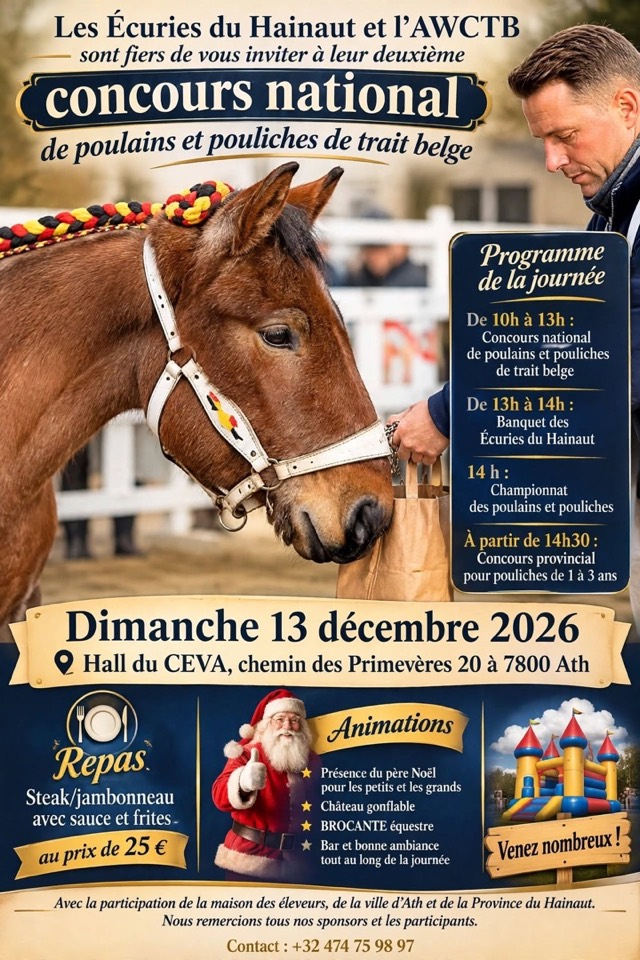 Les Écuries du Hainaut et l'AWCTB
sont fiers de vous inviter à leur deuxième
concours national
de poulains et pouliches de trait belge
Programme
de la journée
De 10h à 13h :
Concours national
de poulains et pouliches
de trait belge
De 13h à 14h :
Banquet des
Écuries du Hainaut
14 h :
Championnat
des poulains et pouliches
À partir de 14h30 :
Concours provincial
pour pouliches de 1 à 3 ans
Dimanche 13 décembre 2026
Hall du CEVA, chemin des Primevères 20 à 7800 Ath
Repas
Steak/jambonneau
avec sauce et frites
au prix de 25 €
Animations
Présence du père Noël
pour les petits et les grands
Château gonflable
BROCANTE équestre
Bar et bonne ambiance
tout au long de la journée
Venez nombreux !
Avec la participation de la maison des éleveurs, de la ville d'Ath et de la Province du Hainaut.
Nous remercions tous nos sponsors et les participants.
Contact : +32 474 75 98 97